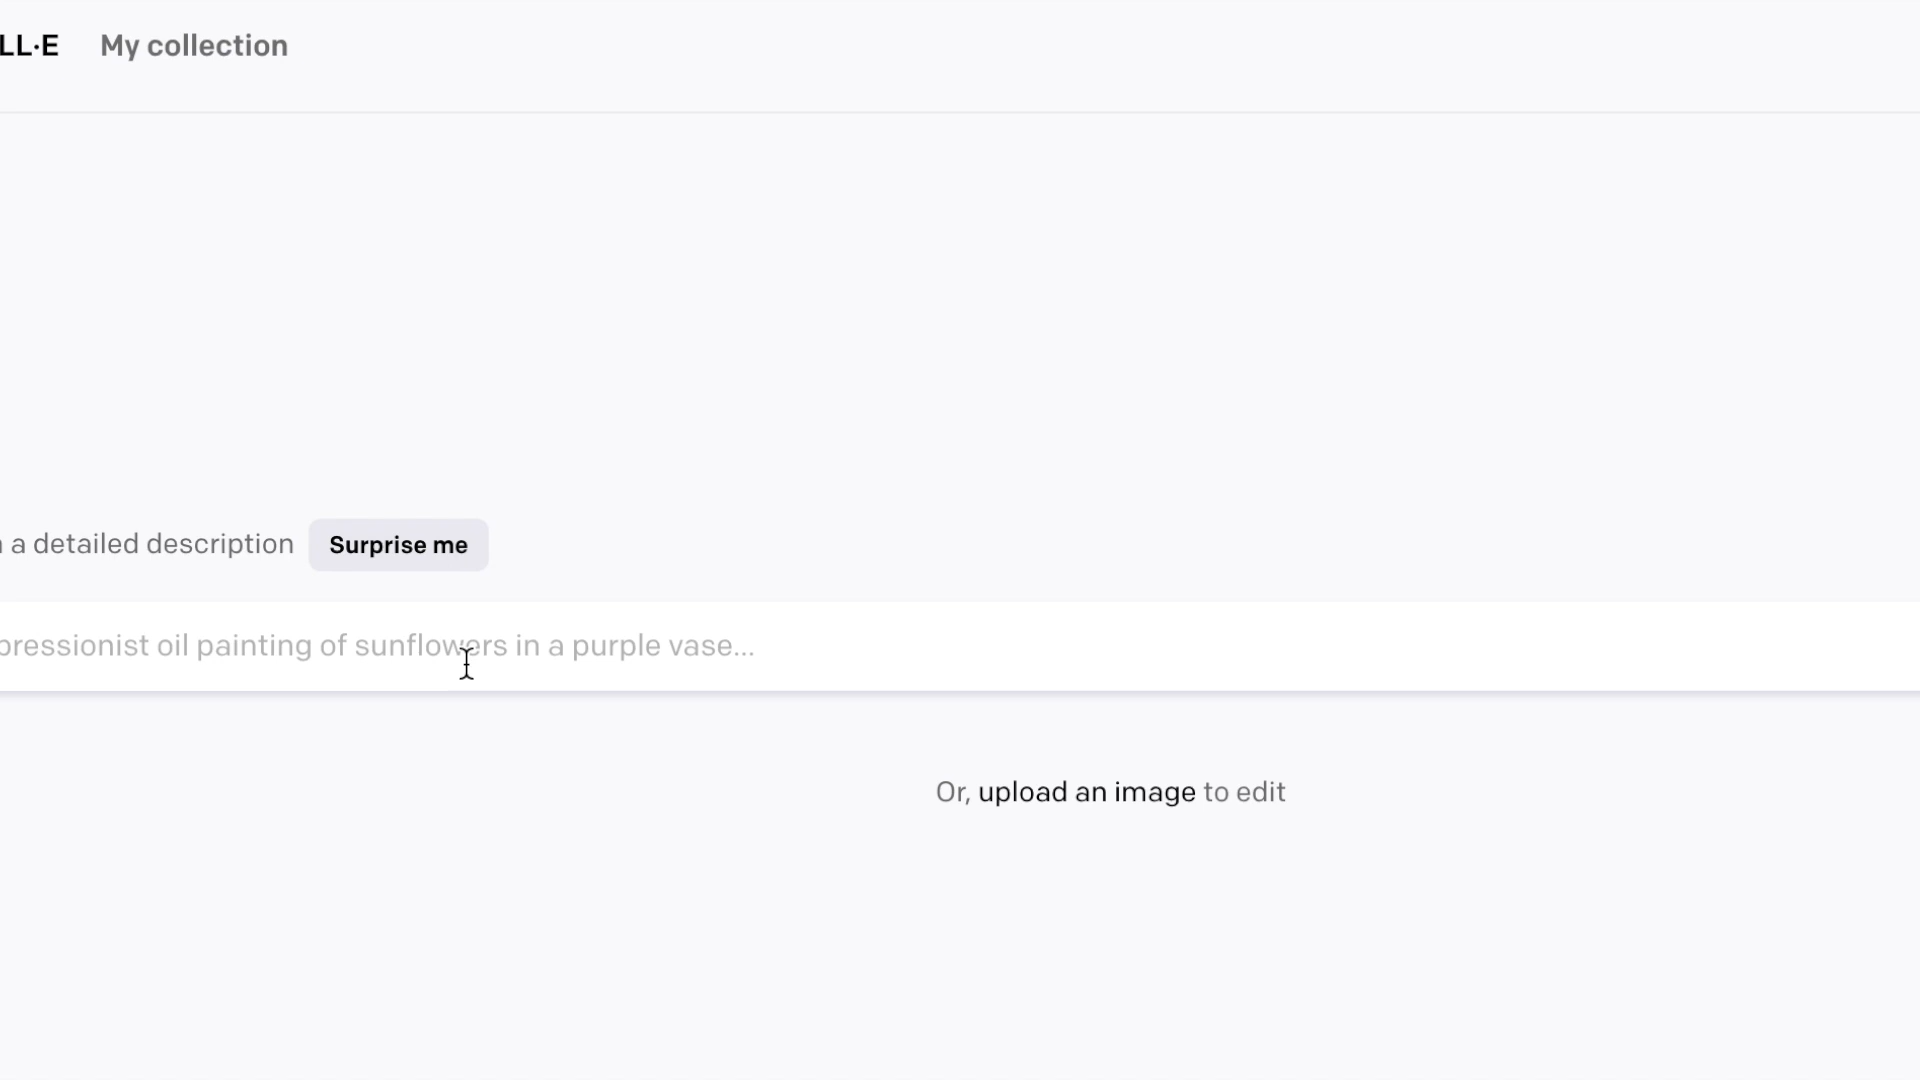 LL·E My collection
a detailed description Surprise me
pressionist oil painting of sunflowers in a purple vase...
Or, upload an image to edit